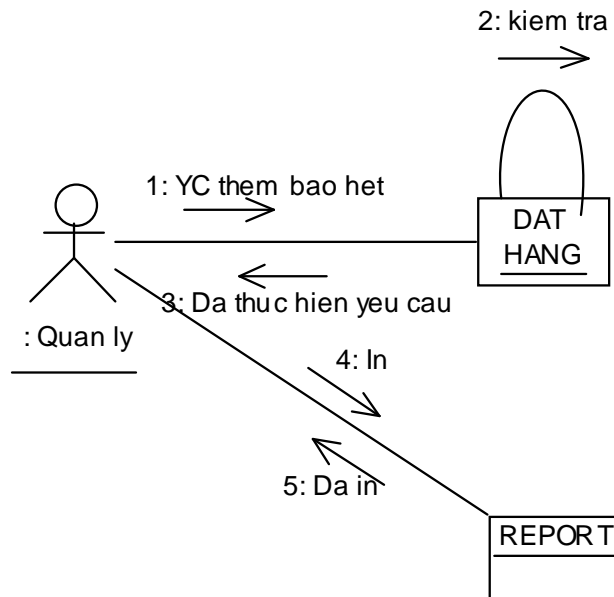 2: kiem tra
1: YC them bao het
DAT
HANG
3: Da thuc hien yeu cau
: Quan ly
4: In
5: Da in
REPORT